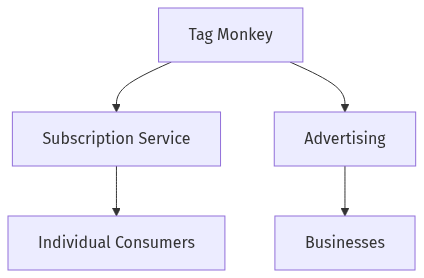 Tag Monkey
Subscription Service
Advertising
Individual Consumers
Businesses